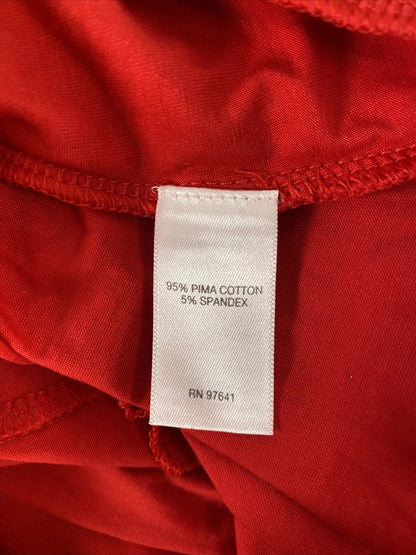 95% PIMA COTTON
5% SPANDEX
RN 97641